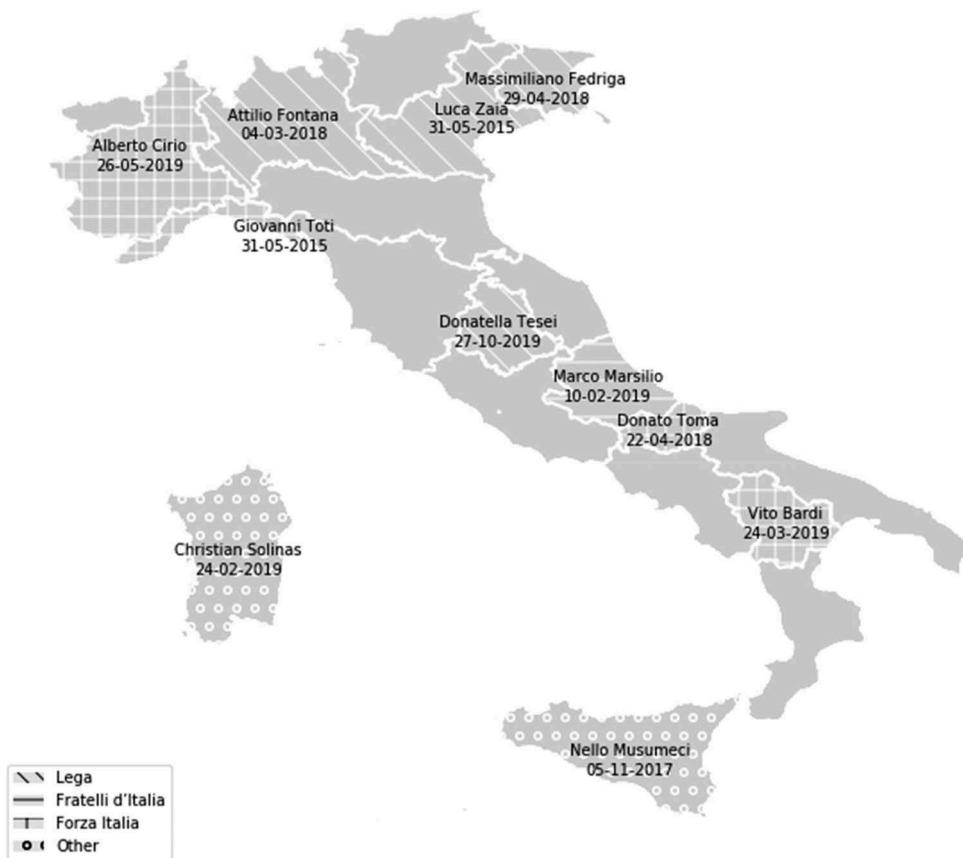 Massimiliano Fedriga
29-04-2018
Luca Zaia
31-05-2015
Attilio Fontana
04-03-2018
Alberto Cirio
26-05-2019
Giovanni Toti
31-05-2015
Donatella Tesei
27-10-2019
Marco Marsilio
10-02-2019
Donato Toma
22-04-2018
Vito Bardi
24-03-2019
Christian Solinas
24-02-2019
Nello Musumeci
05-11-2017
Lega
Fratelli d'Italia
Forza Italia
Other